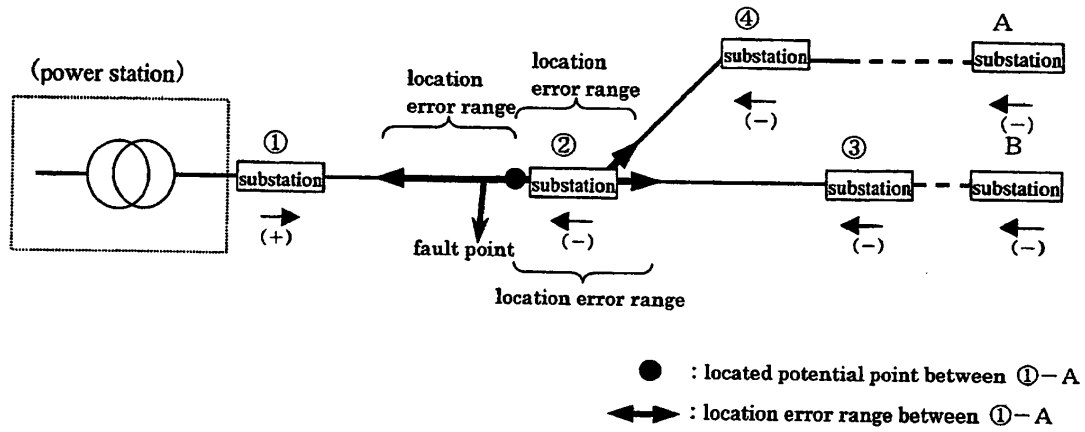 ④
A
substation
substation
location
error range
(power station)
location
error range
(−)
(−)
①
②
③
B
substation
substation
substation
substation
(+)
fault point
(−)
(−)
(−)
location error range
● : located potential point between ①−A
: location error range between ①−A